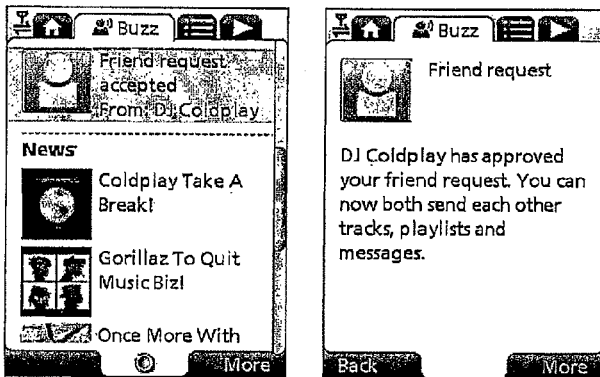 Buzz
Friend request
accepted
From: DJ Coldplay
News
Coldplay Take A
Break!
Gorillaz To Quit
Music Biz!
Once More With
More
Buzz
Friend request
DJ Coldplay has approved
your friend request. You can
now both send each other
tracks, playlists and
messages.
Back
More